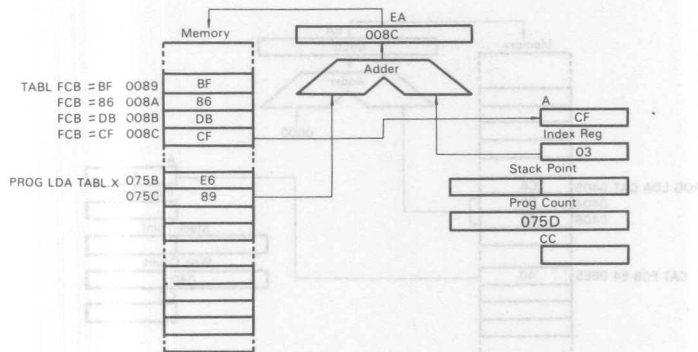 EA
Memory
008C
Adder
TABL FCB = BF 0089 BF
FCB = 86 008A 86
FCB = DB 008B DB
FCB = CF 008C CF
A
CF
Index Reg
03
Stack Point
PROG LDA TABL.X 075B E6
075C 89
Prog Count
075D
CC